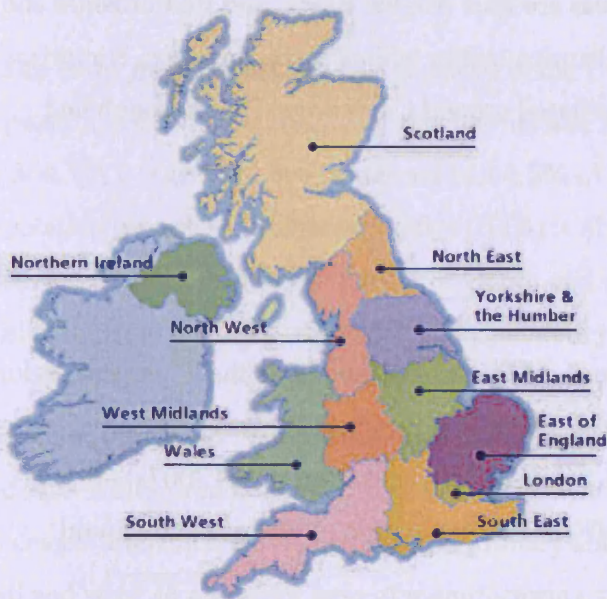 Scotland
Northern Ireland
North East
Yorkshire &
the Humber
North West
East Midlands
West Midlands
East of
England
Wales
London
South West
South East